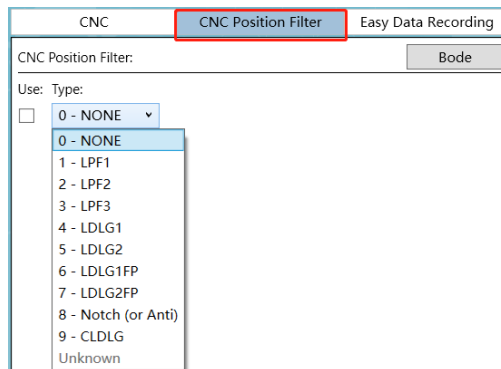 CNC CNC Position Filter Easy Data Recording
CNC Position Filter: Bode
Use: Type:
0 - NONE
0 - NONE
1 - LPF1
2 - LPF2
3 - LPF3
4 - LDLG1
5 - LDLG2
6 - LDLG1FP
7 - LDLG2FP
8 - Notch (or Anti)
9 - CLDLG
Unknown